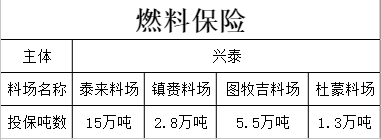 燃料保险
主体 兴泰
料场名称 泰来料场 镇赉料场 图牧吉料场 杜蒙料场
投保吨数 15万吨 2.8万吨 5.5万吨 1.3万吨